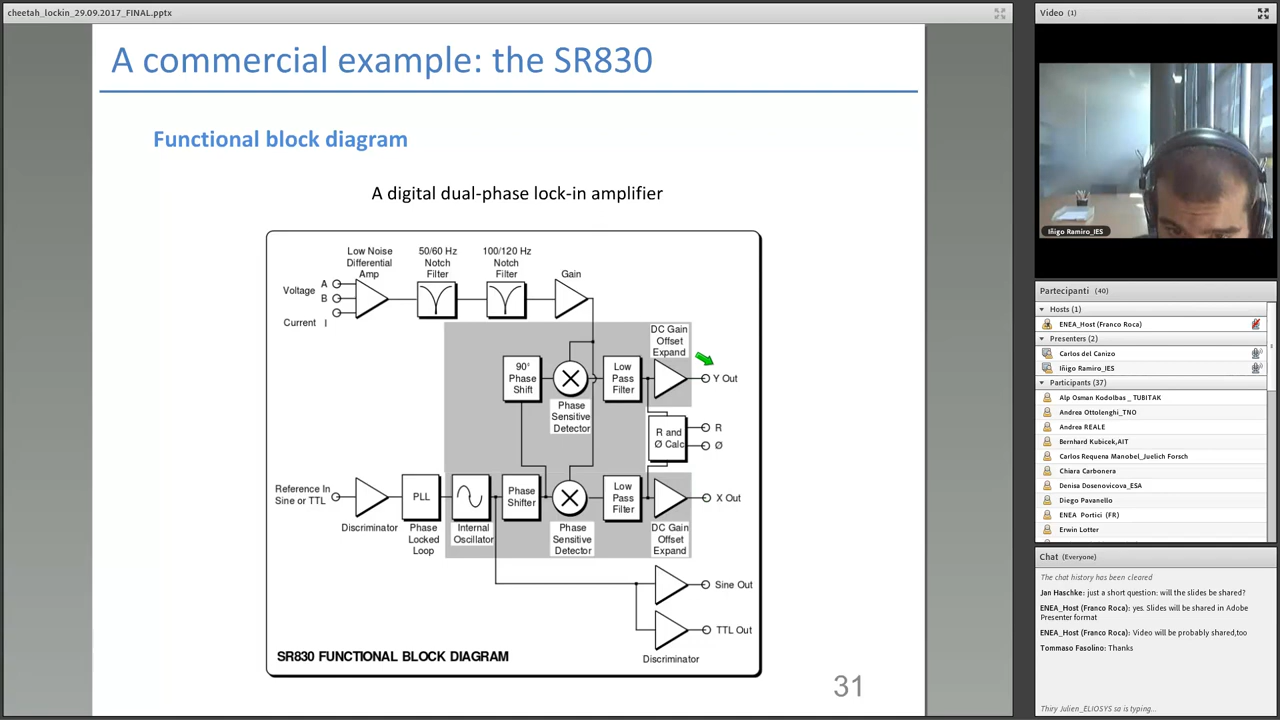 cheetah_lockin_29.09.2017_FINAL.pptx
A commercial example: the SR830
Functional block diagram
A digital dual-phase lock-in amplifier
Low Noise
Differential
Amp
50/60 Hz
Notch
Filter
100/120 Hz
Notch
Filter
Gain
Voltage
A
B
Current
I
DC Gain
Offset
Expand
90°
Phase
Shift
Low
Pass
Filter
Y Out
Phase
Sensitive
Detector
R and
Ø Calc
R
Ø
Reference In
Sine or TTL
PLL
Phase
Shifter
Low
Pass
Filter
X Out
Discriminator
Phase
Locked
Loop
Internal
Oscillator
Phase
Sensitive
Detector
DC Gain
Offset
Expand
Sine Out
TTL Out
Discriminator
SR830 FUNCTIONAL BLOCK DIAGRAM
31
Video (1)
Iñigo Ramiro_IES
Partecipanti (40)
Hosts (1)
ENEA_Host (Franco Roca)
Presenters (2)
Carlos del Canizo
Iñigo Ramiro_IES
Participants (37)
Alp Osman Kodolbas _ TUBITAK
Andrea Ottolenghi_TNO
Andrea REALE
Bernhard Kubicek,AIT
Carlos Requena Manobel_Juelich Forsch
Chiara Carbonera
Denisa Dosenovicova_ESA
Diego Pavanello
ENEA Portici (FR)
Erwin Lotter
Chat (Everyone)
The chat history has been cleared
Jan Haschke: just a short question: will the slides be shared?
ENEA_Host (Franco Roca): yes. Slides will be shared in Adobe
Presenter format
ENEA_Host (Franco Roca): Video will be probably shared,too
Tommaso Fasolino: Thanks
Thiry Julien_ELIOSYS sa is typing...